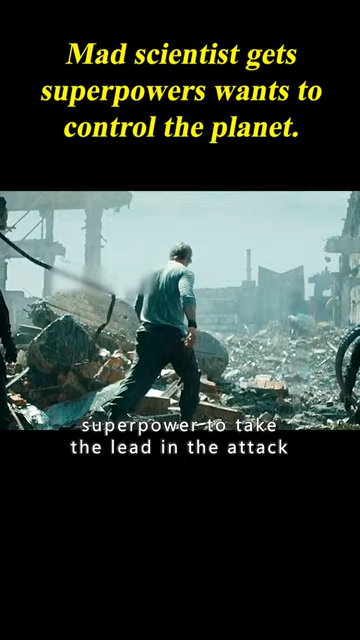 Mad scientist gets
superpowers wants to
control the planet.
superpower to take
the lead in the attack